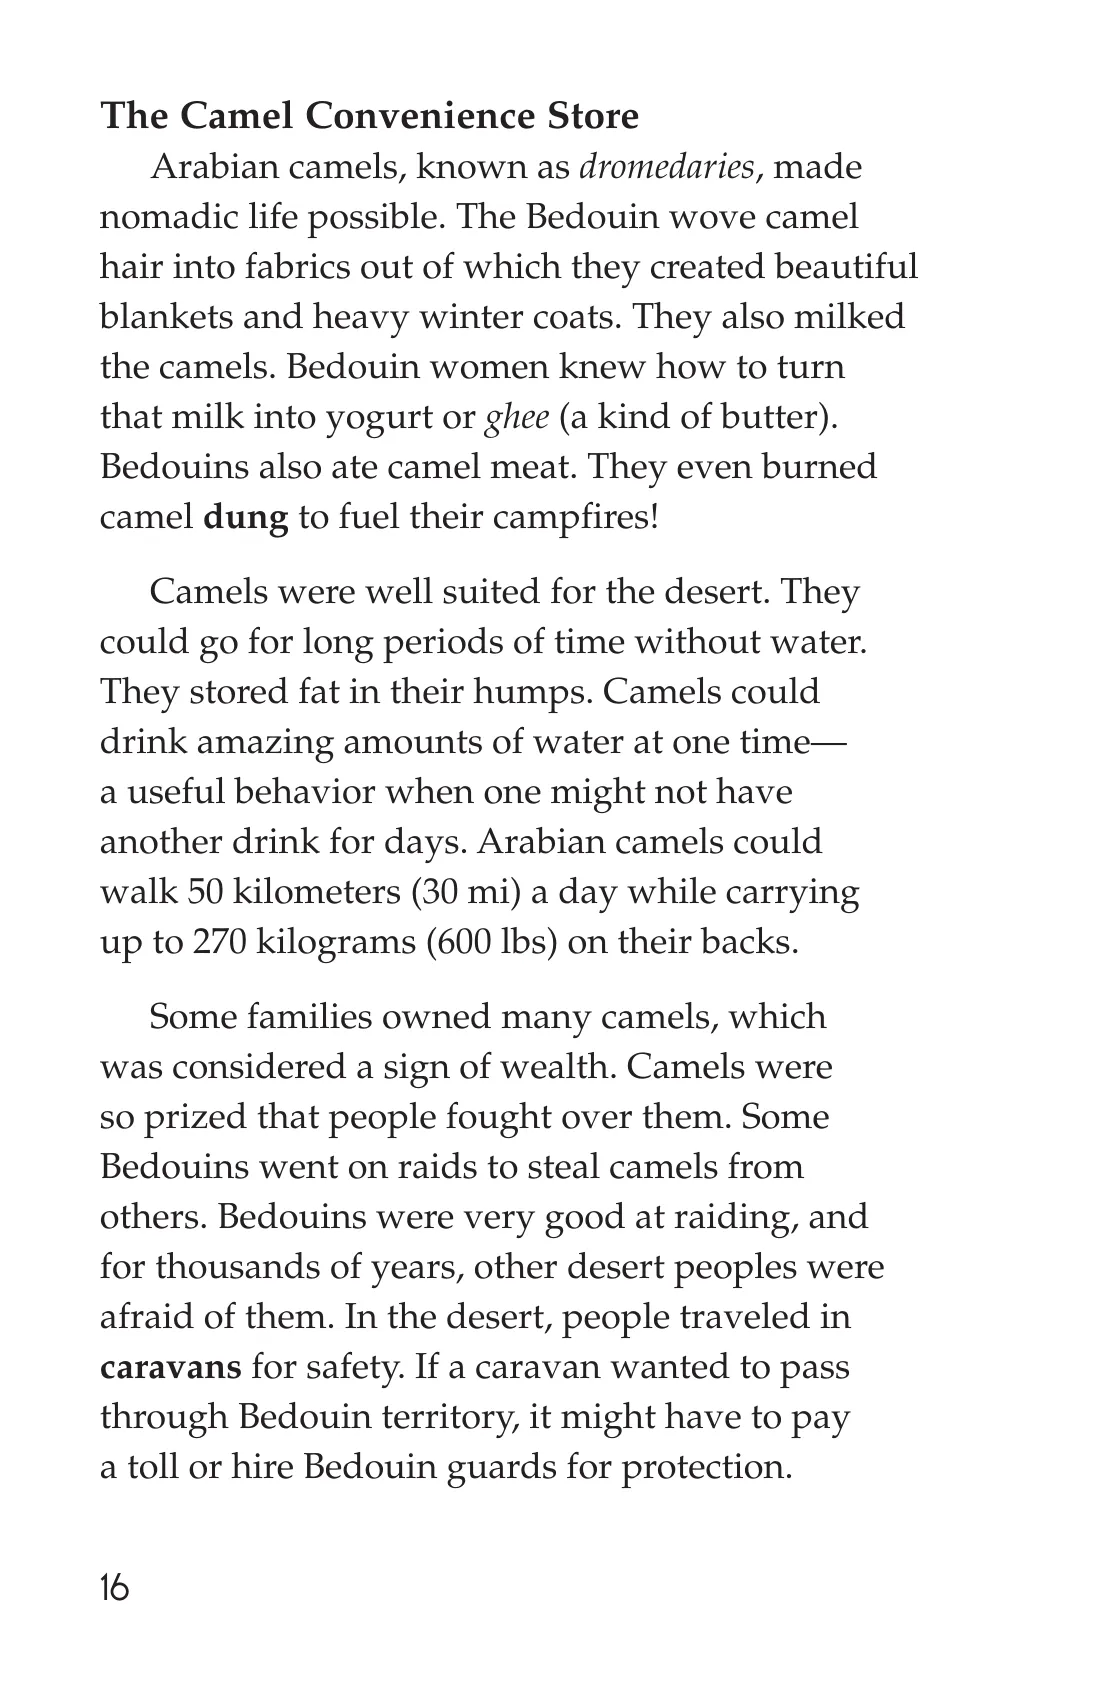 The Camel Convenience Store
Arabian camels, known as dromedaries, made
nomadic life possible. The Bedouin wove camel
hair into fabrics out of which they created beautiful
blankets and heavy winter coats. They also milked
the camels. Bedouin women knew how to turn
that milk into yogurt or ghee (a kind of butter).
Bedouins also ate camel meat. They even burned
camel dung to fuel their campfires!
Camels were well suited for the desert. They
could go for long periods of time without water.
They stored fat in their humps. Camels could
drink amazing amounts of water at one time—
a useful behavior when one might not have
another drink for days. Arabian camels could
walk 50 kilometers (30 mi) a day while carrying
up to 270 kilograms (600 lbs) on their backs.
Some families owned many camels, which
was considered a sign of wealth. Camels were
so prized that people fought over them. Some
Bedouins went on raids to steal camels from
others. Bedouins were very good at raiding, and
for thousands of years, other desert peoples were
afraid of them. In the desert, people traveled in
caravans for safety. If a caravan wanted to pass
through Bedouin territory, it might have to pay
a toll or hire Bedouin guards for protection.
16